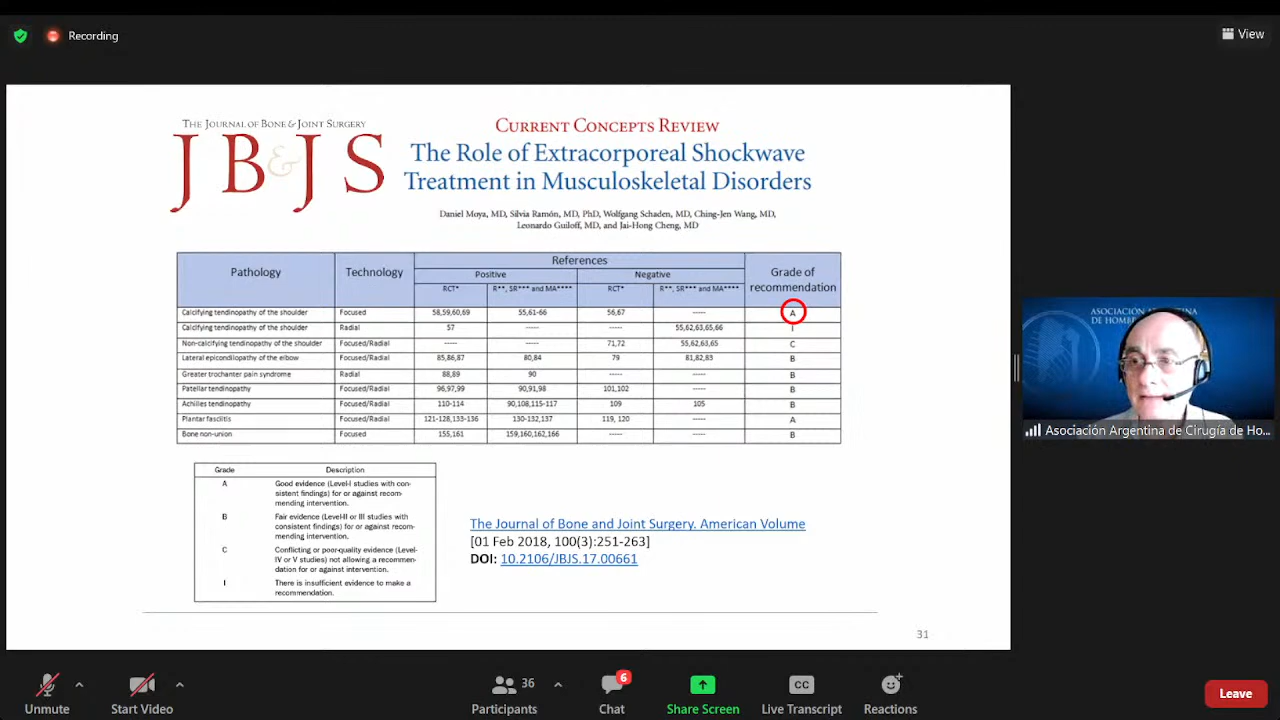 Recording
View
THE JOURNAL OF BONE & JOINT SURGERY
JB&JS
CURRENT CONCEPTS REVIEW
The Role of Extracorporeal Shockwave
Treatment in Musculoskeletal Disorders
Daniel Moya, MD, Silvia Ramón, MD, PhD, Wolfgang Schaden, MD, Ching-Jen Wang, MD,
Leonardo Guiloff, MD, and Jai-Hong Cheng, MD
Pathology Technology References Grade of recommendation
Positive Negative
RCT* R**, SR*** and MA**** RCT* R**, SR*** and MA****
Calcifying tendinopathy of the shoulder Focused 58,59,60,69 55,61-66 56,67 ----- A
Calcifying tendinopathy of the shoulder Radial 57 ----- ----- 55,62,63,65,66 I
Non-calcifying tendinopathy of the shoulder Focused/Radial ----- ----- 71,72 55,62,63,65 C
Lateral epicondilopathy of the elbow Focused/Radial 85,86,87 80,84 79 81,82,83 B
Greater trochanter pain syndrome Radial 88,89 90 ----- ----- B
Patellar tendinopathy Focused/Radial 96,97,99 90,91,98 101,102 ----- B
Achilles tendinopathy Focused/Radial 110-114 90,108,115-117 109 105 B
Plantar fasciitis Focused/Radial 121-128,133-136 130-132,137 119, 120 ----- A
Bone non-union Focused 155,161 159,160,162,166 ----- ----- B
Grade Description
A Good evidence (Level-I studies with con-
sistent findings) for or against recom-
mending intervention.
B Fair evidence (Level-II or III studies with
consistent findings) for or against recom-
mending intervention.
C Conflicting or poor-quality evidence (Level-
IV or V studies) not allowing a recommen-
dation for or against intervention.
I There is insufficient evidence to make a
recommendation.
The Journal of Bone and Joint Surgery. American Volume
[01 Feb 2018, 100(3):251-263]
DOI: 10.2106/JBJS.17.00661
31
ASOCIACIÓN ARGENTINA
DE HOMBRO
Asociación Argentina de Cirugía de Ho...
36
6
CC
Unmute
Start Video
Participants
Chat
Share Screen
Live Transcript
Reactions
Leave